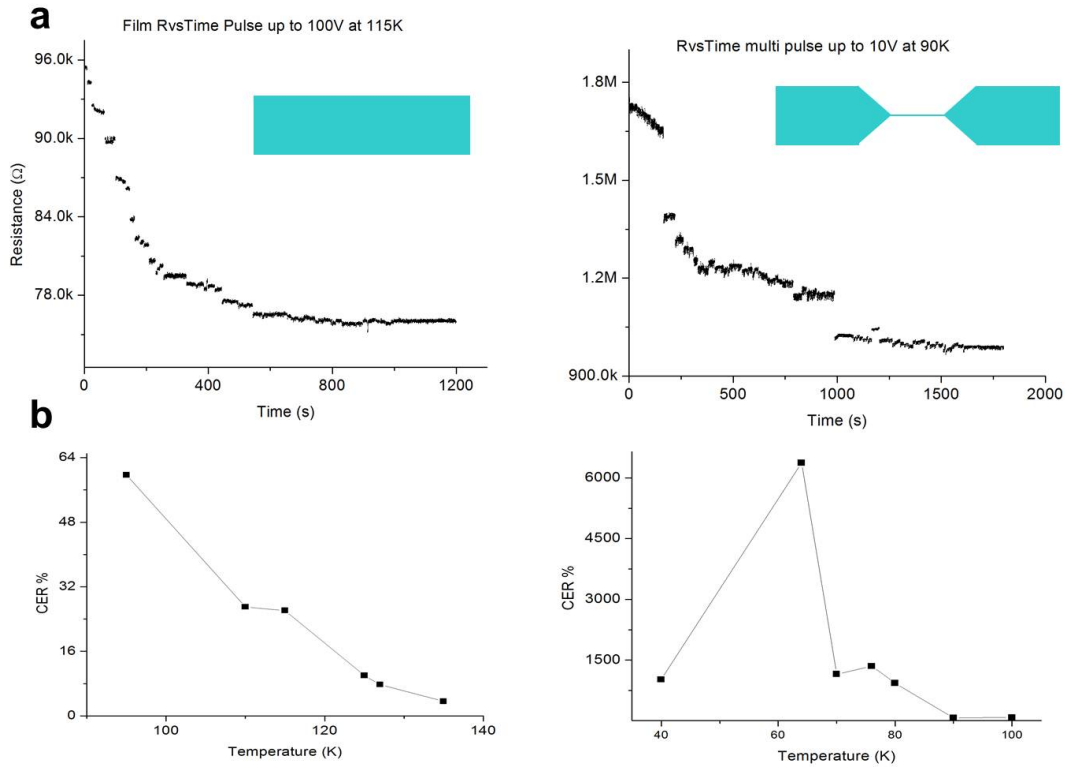 a
Film RvsTime Pulse up to 100V at 115K
96.0k
90.0k
84.0k
78.0k
Resistance (Ω)
0 400 800 1200
Time (s)
RvsTime multi pulse up to 10V at 90K
1.8M
1.5M
1.2M
900.0k
0 500 1000 1500 2000
Time (s)
b
64
48
32
16
0
CER %
100 120 140
Temperature (K)
6000
4500
3000
1500
CER %
40 60 80 100
Temperature (K)